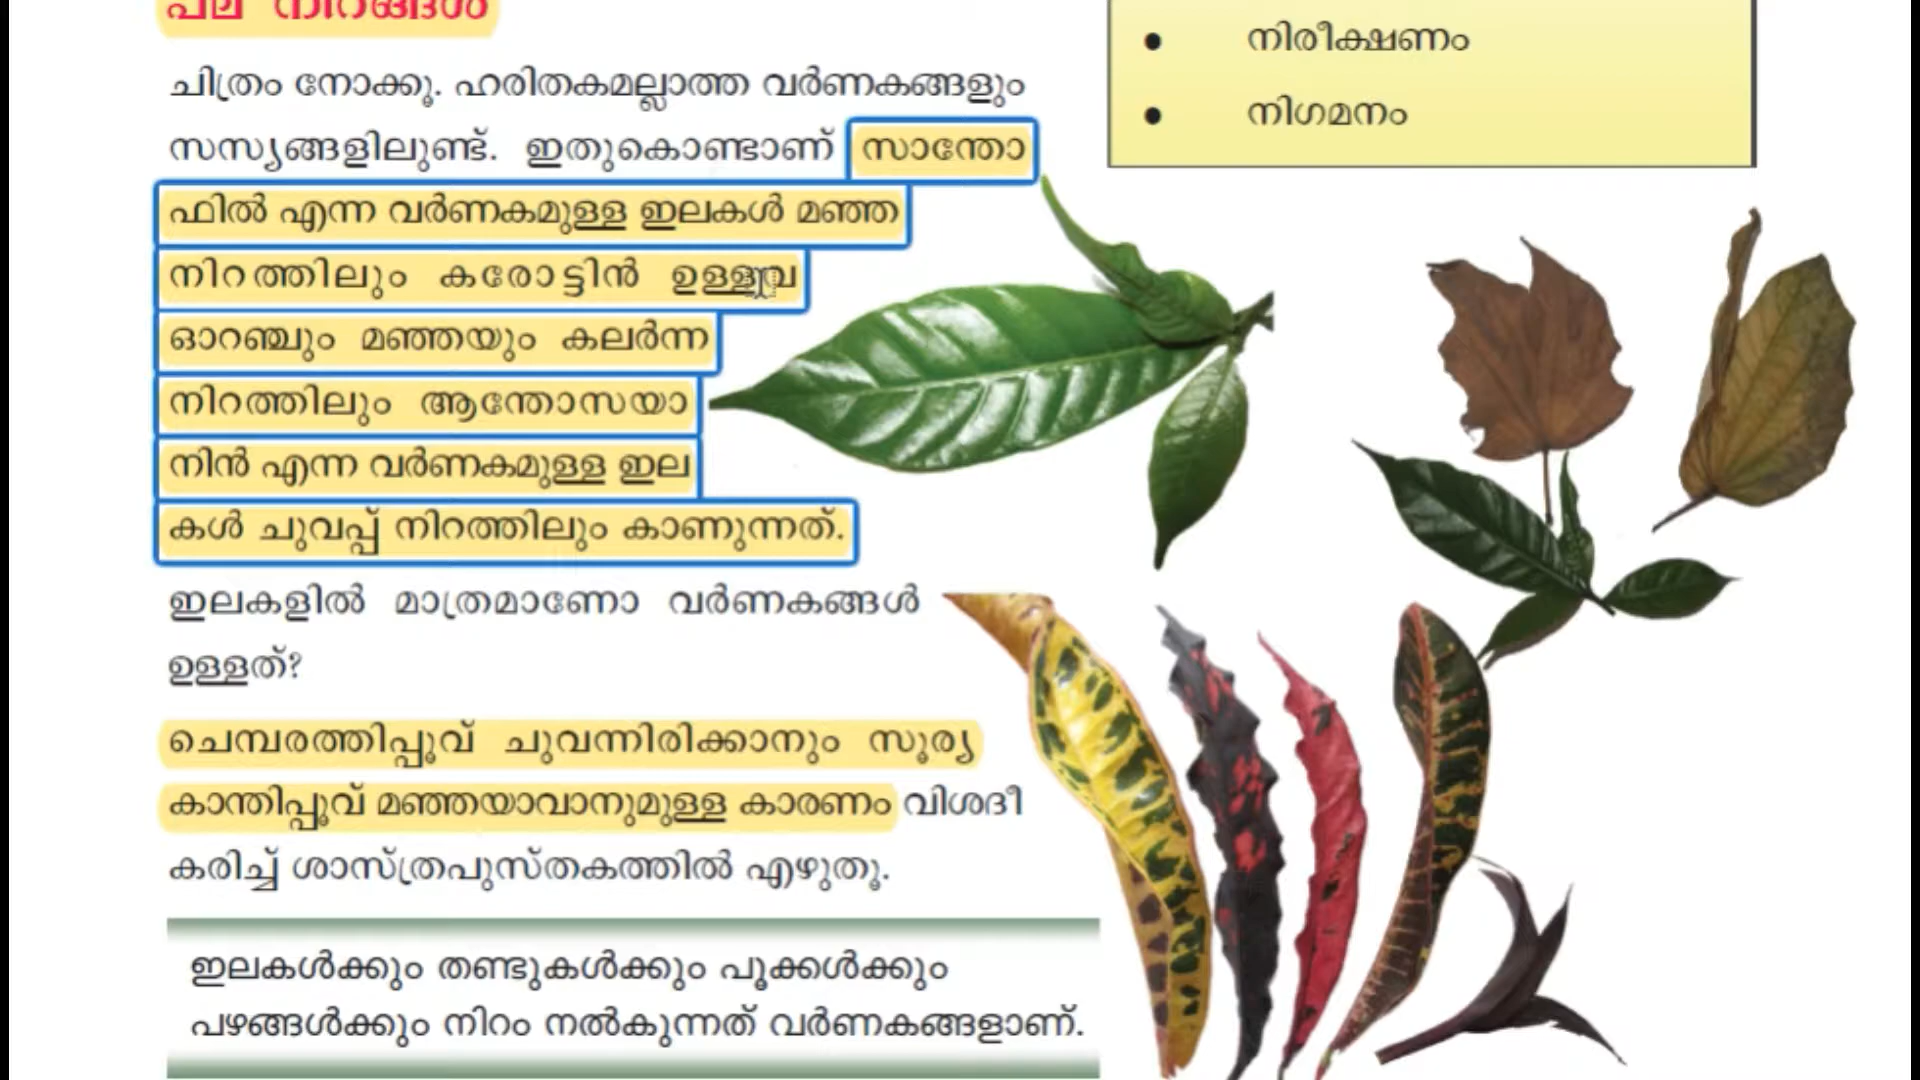 പല നിറങ്ങൾ
ചിത്രം നോക്കൂ. ഹരിതകമല്ലാത്ത വർണകങ്ങളും
സസ്യങ്ങളിലുണ്ട്. ഇതുകൊണ്ടാണ് സാന്തോ
ഫിൽ എന്ന വർണകമുള്ള ഇലകൾ മഞ്ഞ
നിറത്തിലും കരോട്ടിൻ ഉള്ളവ
ഓറഞ്ചും മഞ്ഞയും കലർന്ന
നിറത്തിലും ആന്തോസയാ
നിൻ എന്ന വർണകമുള്ള ഇല
കൾ ചുവപ്പ് നിറത്തിലും കാണുന്നത്.
ഇലകളിൽ മാത്രമാണോ വർണകങ്ങൾ
ഉള്ളത്?
ചെമ്പരത്തിപ്പൂവ് ചുവന്നിരിക്കാനും സൂര്യ
കാന്തിപ്പൂവ് മഞ്ഞയാവാനുമുള്ള കാരണം വിശദീ
കരിച്ച് ശാസ്ത്രപുസ്തകത്തിൽ എഴുതൂ.
ഇലകൾക്കും തണ്ടുകൾക്കും പൂക്കൾക്കും
പഴങ്ങൾക്കും നിറം നൽകുന്നത് വർണകങ്ങളാണ്.
നിരീക്ഷണം
നിഗമനം